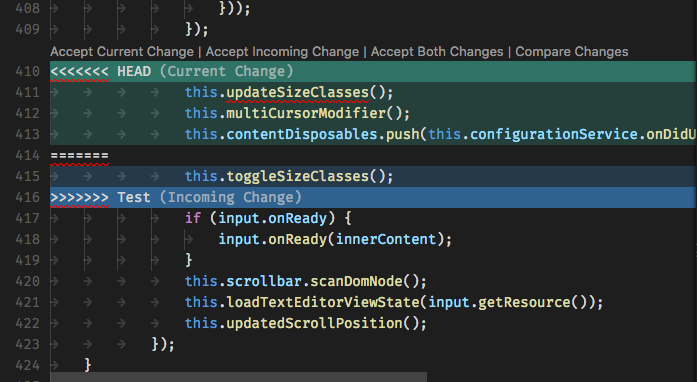 408 }));
409 });
Accept Current Change | Accept Incoming Change | Accept Both Changes | Compare Changes
410 <<<<<<< HEAD (Current Change)
411 this.updateSizeClasses();
412 this.multiCursorModifier();
413 this.contentDisposables.push(this.configurationService.onDidU
414 =======
415 this.toggleSizeClasses();
416 >>>>>>> Test (Incoming Change)
417 if (input.onReady) {
418 input.onReady(innerContent);
419 }
420 this.scrollbar.scanDomNode();
421 this.loadTextEditorViewState(input.getResource());
422 this.updatedScrollPosition();
423 });
424 }